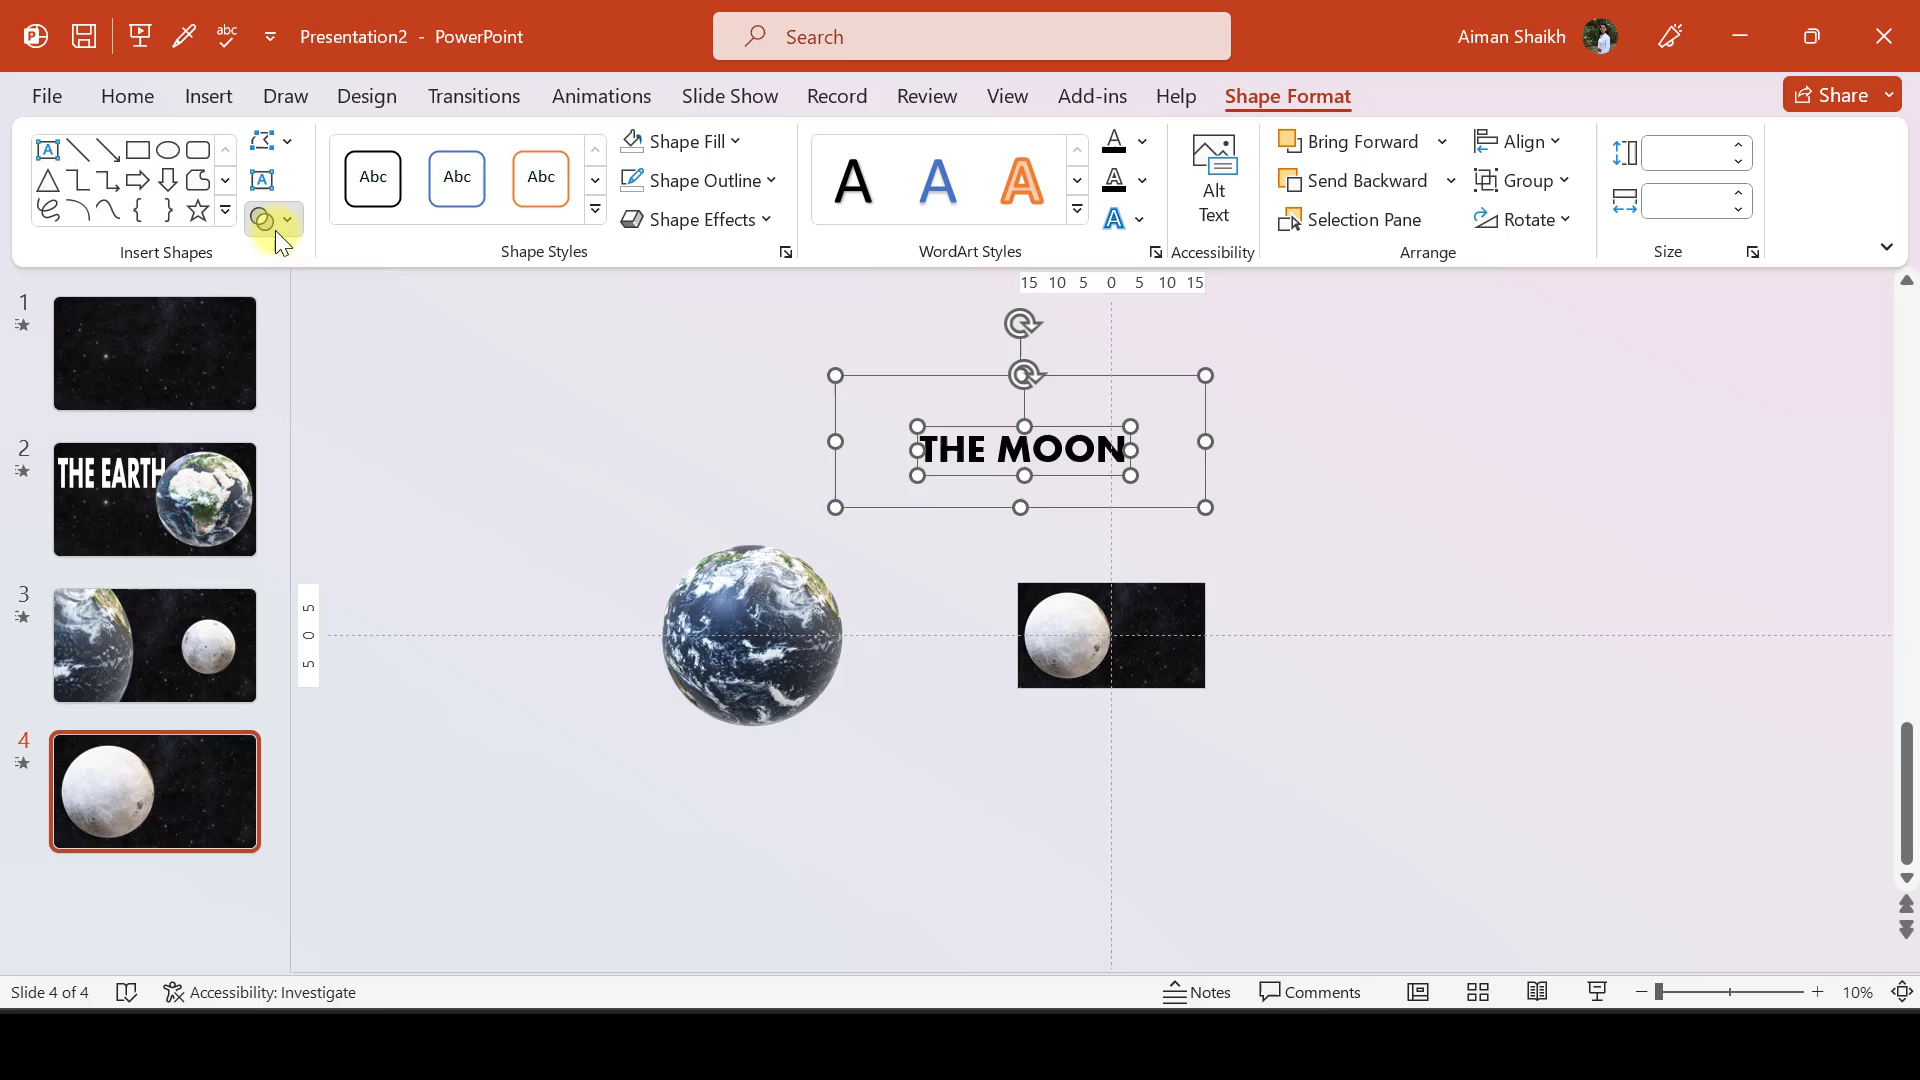 Presentation2 - PowerPoint
Search
Aiman Shaikh
File Home Insert Draw Design Transitions Animations Slide Show Record Review View Add-ins Help Shape Format
Share
Abc Abc Abc
Shape Fill
Shape Outline
Shape Effects
A A A
Alt
Text
Bring Forward
Send Backward
Selection Pane
Align
Group
Rotate
Insert Shapes
Shape Styles
WordArt Styles
Accessibility
Arrange
Size
15 10 5 0 5 10 15
1
2
THE EARTH
3
4
THE MOON
5
0
5
Slide 4 of 4
Accessibility: Investigate
Notes
Comments
10%